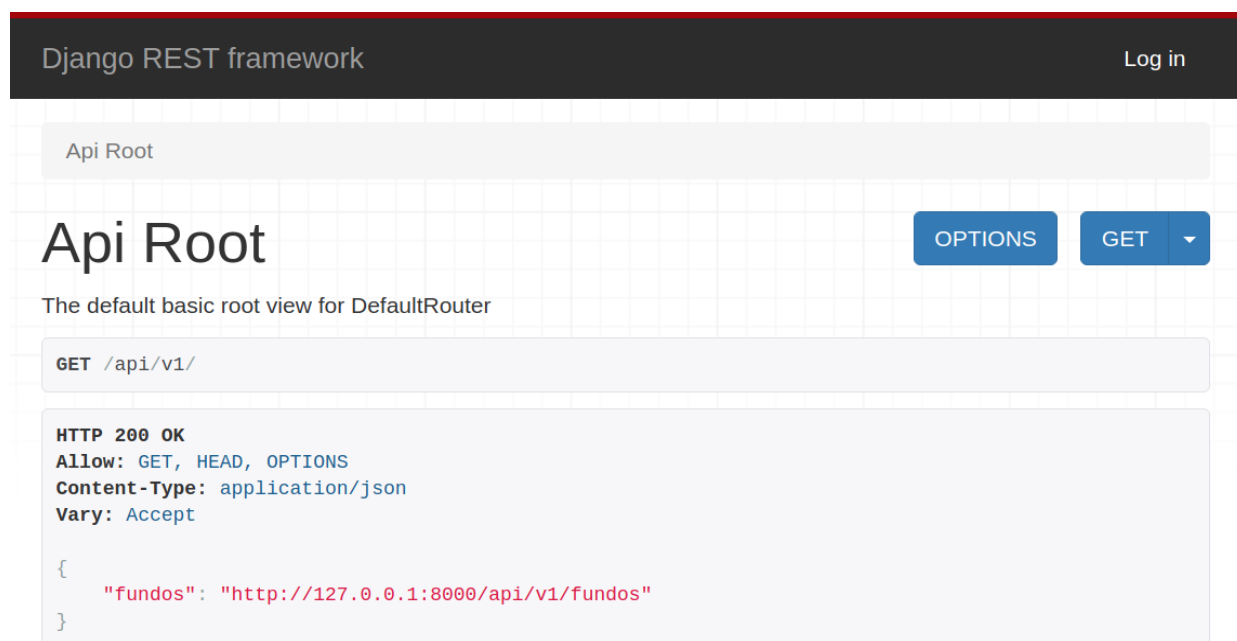 Django REST framework
Log in
Api Root
Api Root
OPTIONS
GET
The default basic root view for DefaultRouter
GET /api/v1/
HTTP 200 OK
Allow: GET, HEAD, OPTIONS
Content-Type: application/json
Vary: Accept
{
    "fundos": "http://127.0.0.1:8000/api/v1/fundos"
}